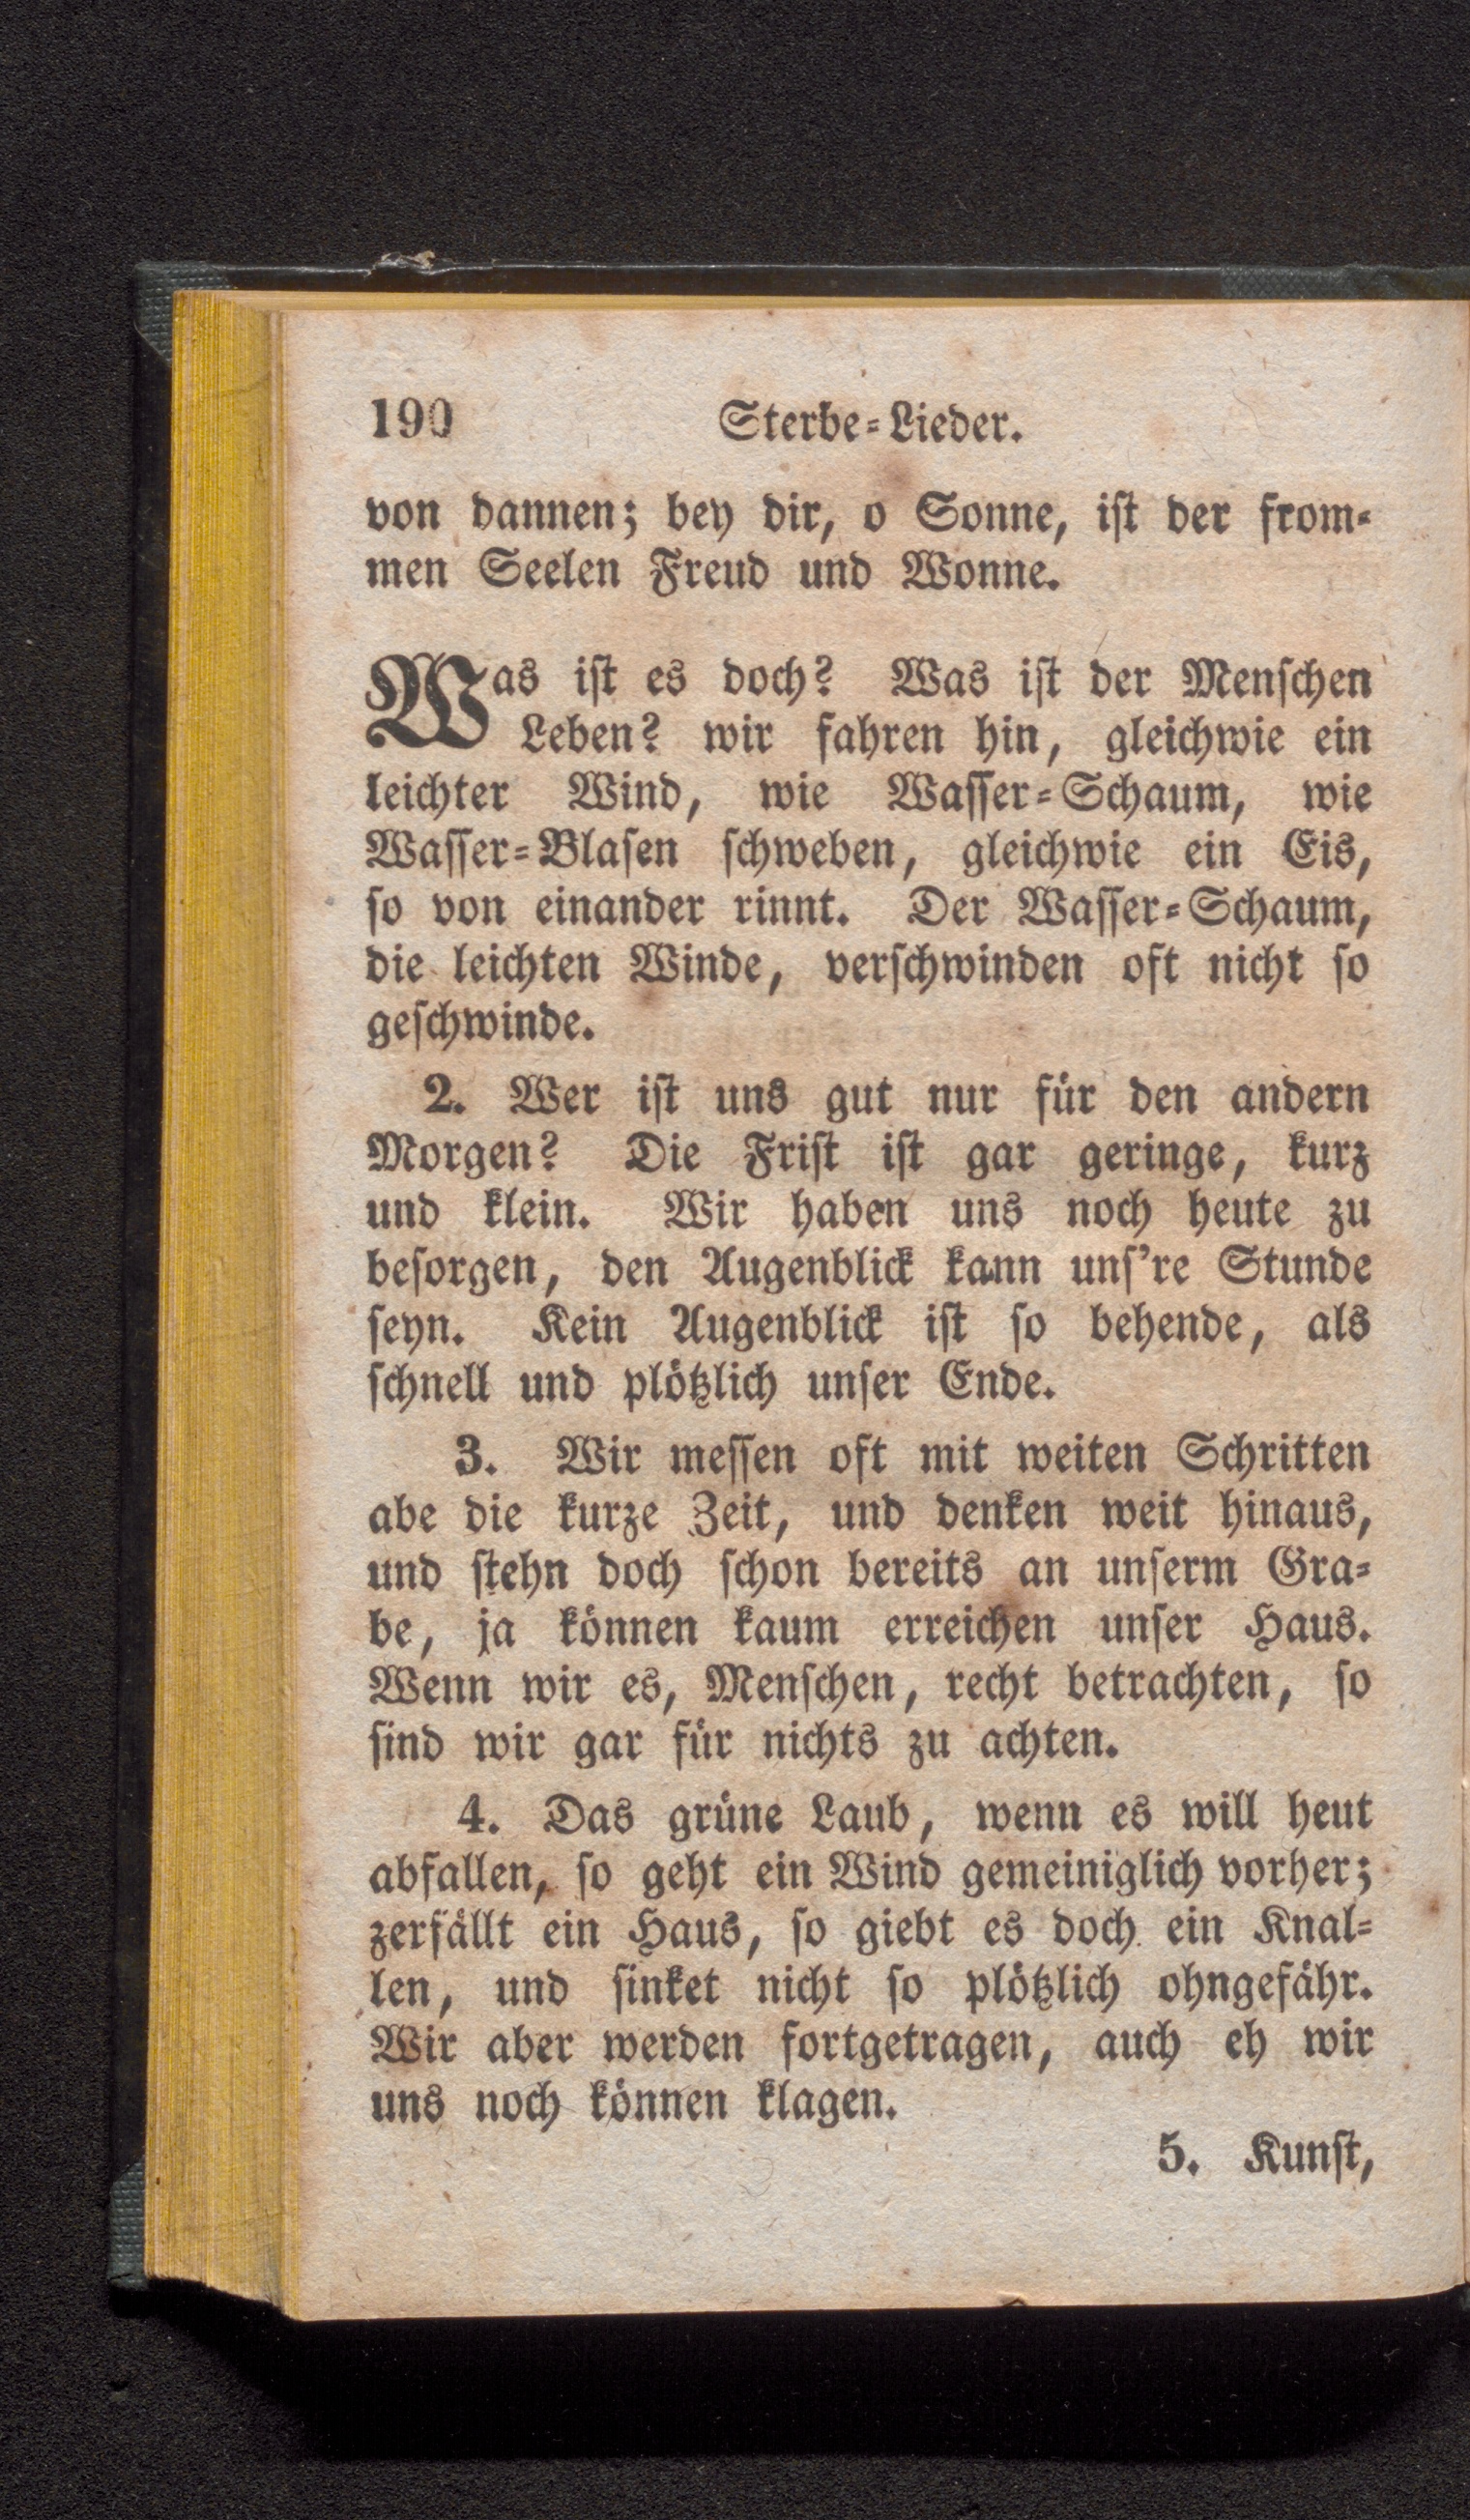 190 Sterbe-Lieder.
von dannen; bey dir, o Sonne, ist der from-
men Seelen Freud und Wonne.
Was ist es doch? Was ist der Menschen
Leben? wir fahren hin, gleichwie ein
leichter Wind, wie Wasser-Schaum, wie
Wasser-Blasen schweben, gleichwie ein Eis,
so von einander rinnt. Der Wasser-Schaum,
die leichten Winde, verschwinden oft nicht so
geschwinde.
2. Wer ist uns gut nur für den andern
Morgen? Die Frist ist gar geringe, kurz
und klein. Wir haben uns noch heute zu
besorgen, den Augenblick kann uns're Stunde
seyn. Kein Augenblick ist so behende, als
schnell und plötzlich unser Ende.
3. Wir messen oft mit weiten Schritten
abe die kurze Zeit, und denken weit hinaus,
und stehn doch schon bereits an unserm Gra-
be, ja können kaum erreichen unser Haus.
Wenn wir es, Menschen, recht betrachten, so
sind wir gar für nichts zu achten.
4. Das grüne Laub, wenn es will heut
abfallen, so geht ein Wind gemeiniglich vorher;
zerfällt ein Haus, so giebt es doch ein Knal-
len, und sinket nicht so plötzlich ohngefähr.
Wir aber werden fortgetragen, auch eh wir
uns noch können klagen.
5. Kunst,